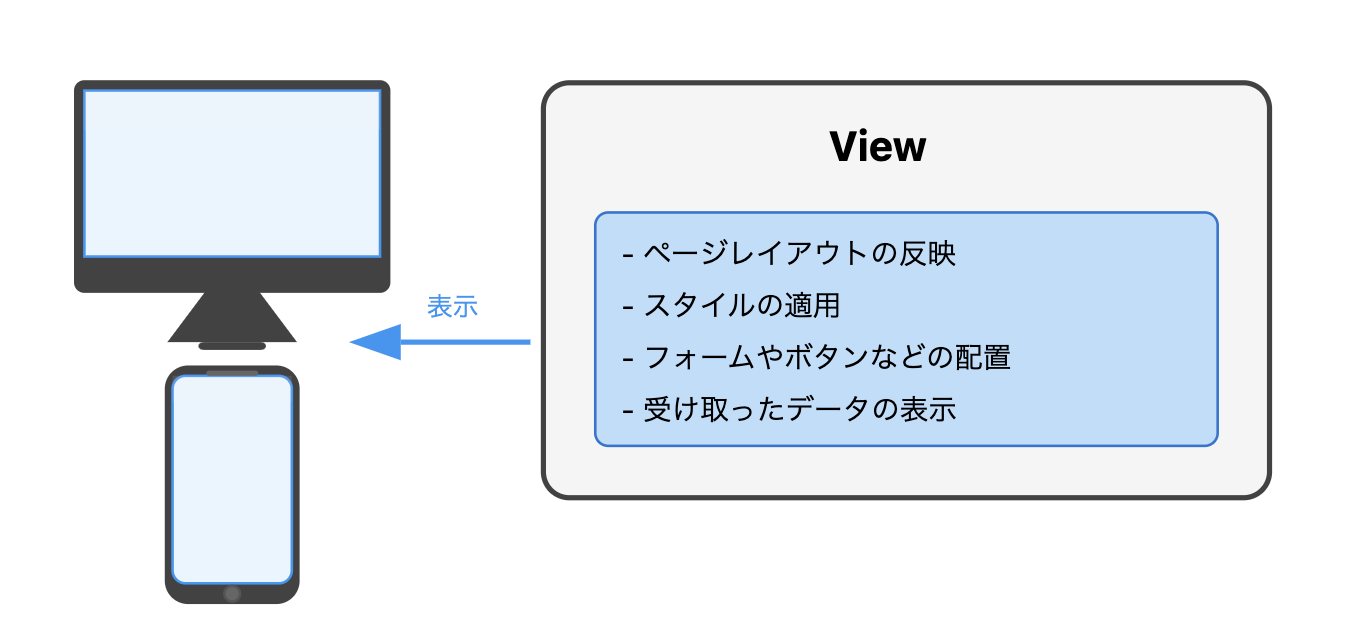 View
- ページレイアウトの反映
表示
- スタイルの適用
- フォームやボタンなどの配置
- 受け取ったデータの表示